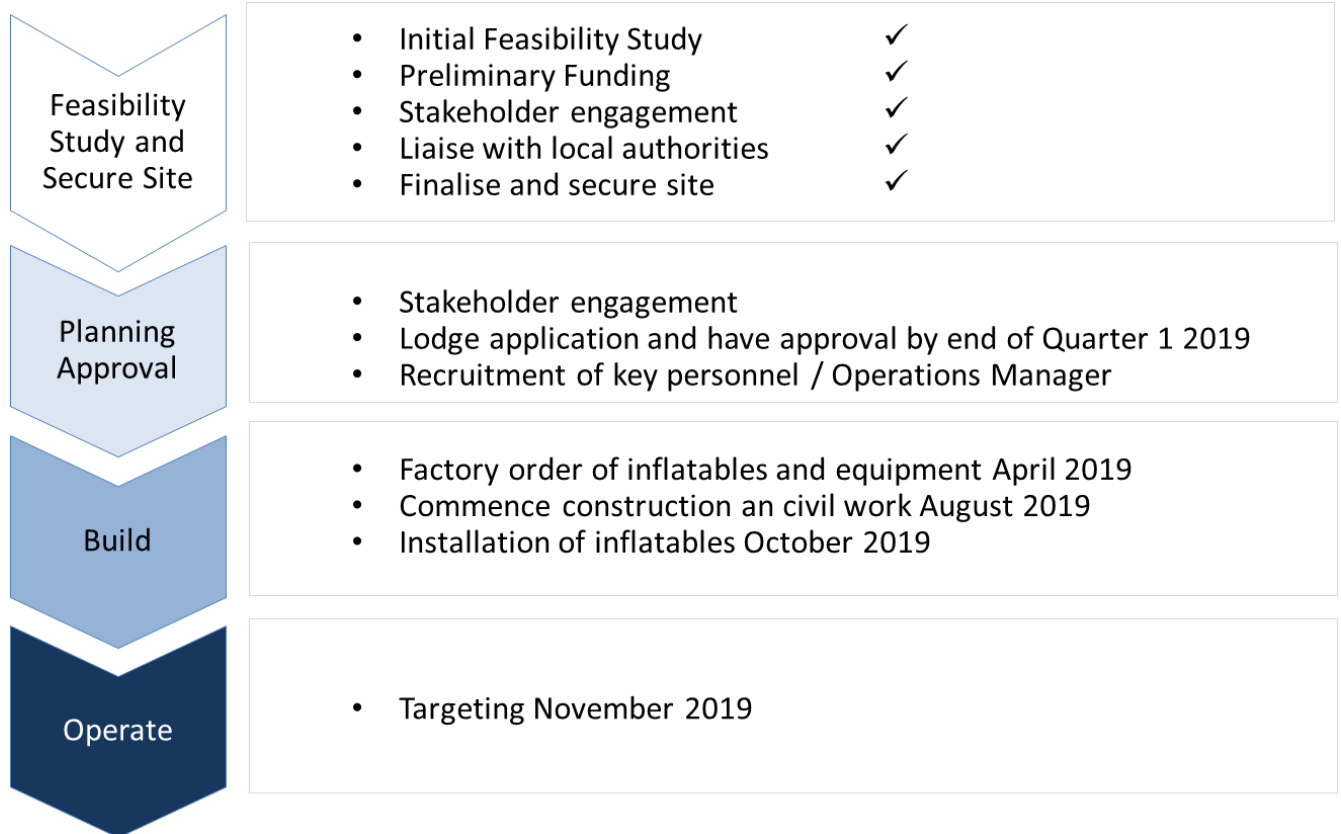 Feasibility
Study and
Secure Site
• Initial Feasibility Study ✓
• Preliminary Funding ✓
• Stakeholder engagement ✓
• Liaise with local authorities ✓
• Finalise and secure site ✓
Planning
Approval
• Stakeholder engagement
• Lodge application and have approval by end of Quarter 1 2019
• Recruitment of key personnel / Operations Manager
Build
• Factory order of inflatables and equipment April 2019
• Commence construction an civil work August 2019
• Installation of inflatables October 2019
Operate
• Targeting November 2019